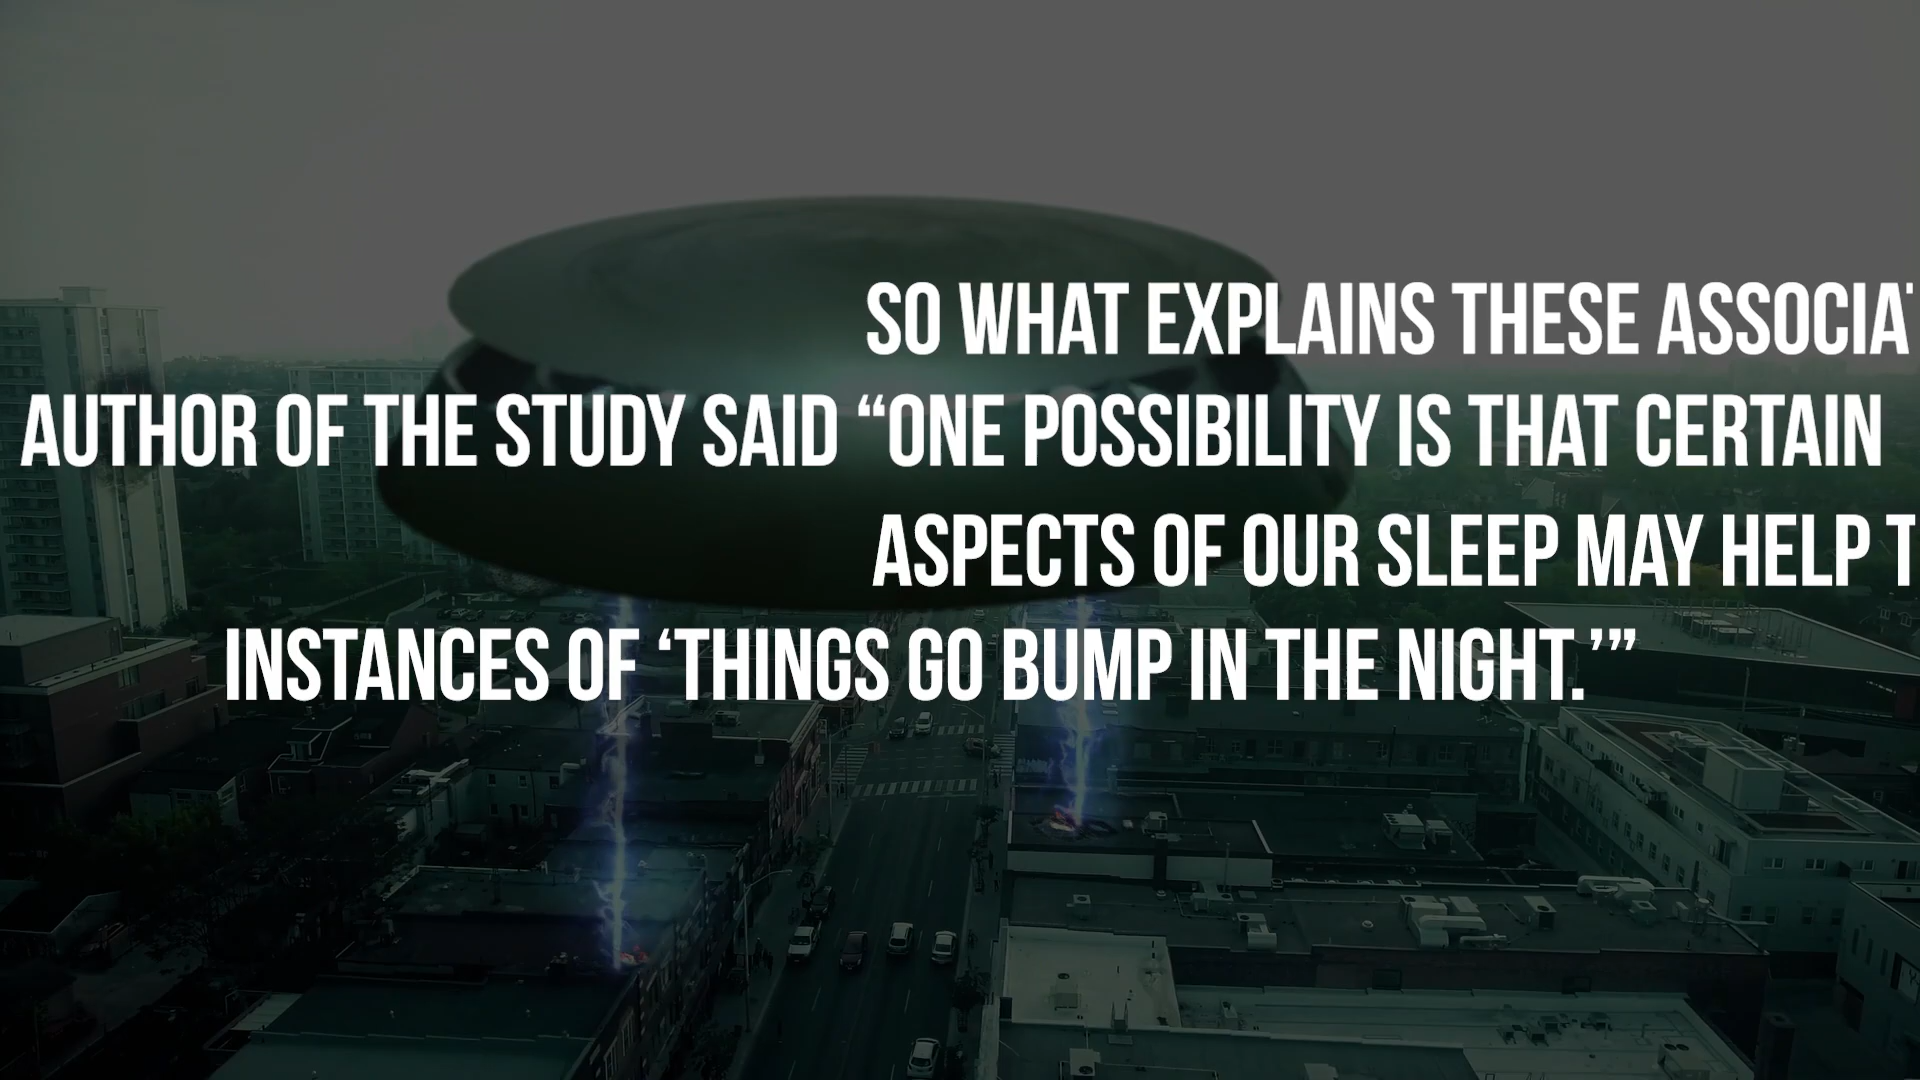 SO WHAT EXPLAINS THESE
AUTHOR OF THE STUDY SAID “ONE POSSIBILITY IS THAT CERTAIN
ASPECTS OF OUR SLEEP MAY HELP
INSTANCES OF ‘THINGS GO BUMP IN THE NIGHT.’”